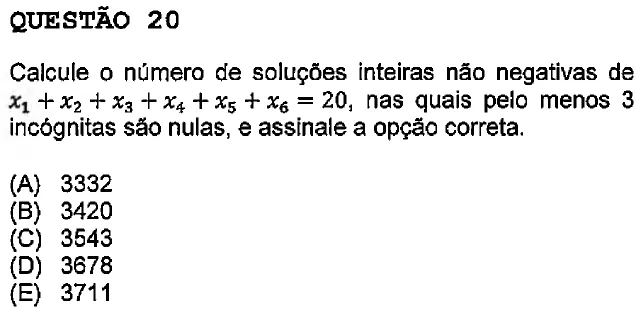 QUESTÃO 20
Calcule o número de soluções inteiras não negativas de
x₁ + x₂ + x₃ + x₄ + x₅ + x₆ = 20, nas quais pelo menos 3
incógnitas são nulas, e assinale a opção correta.
(A) 3332
(B) 3420
(C) 3543
(D) 3678
(E) 3711